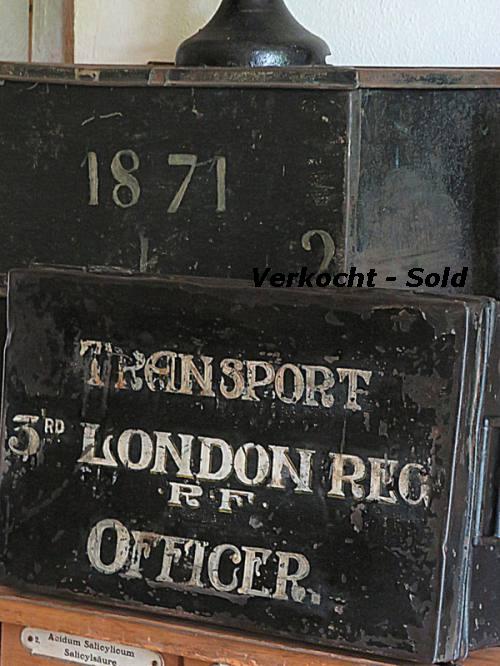 1871
Verkocht - Sold
TRANSPORT
3RD LONDON REG
· R · F ·
OFFICER.
2. Acidum Salicylicum
Salicylsäure